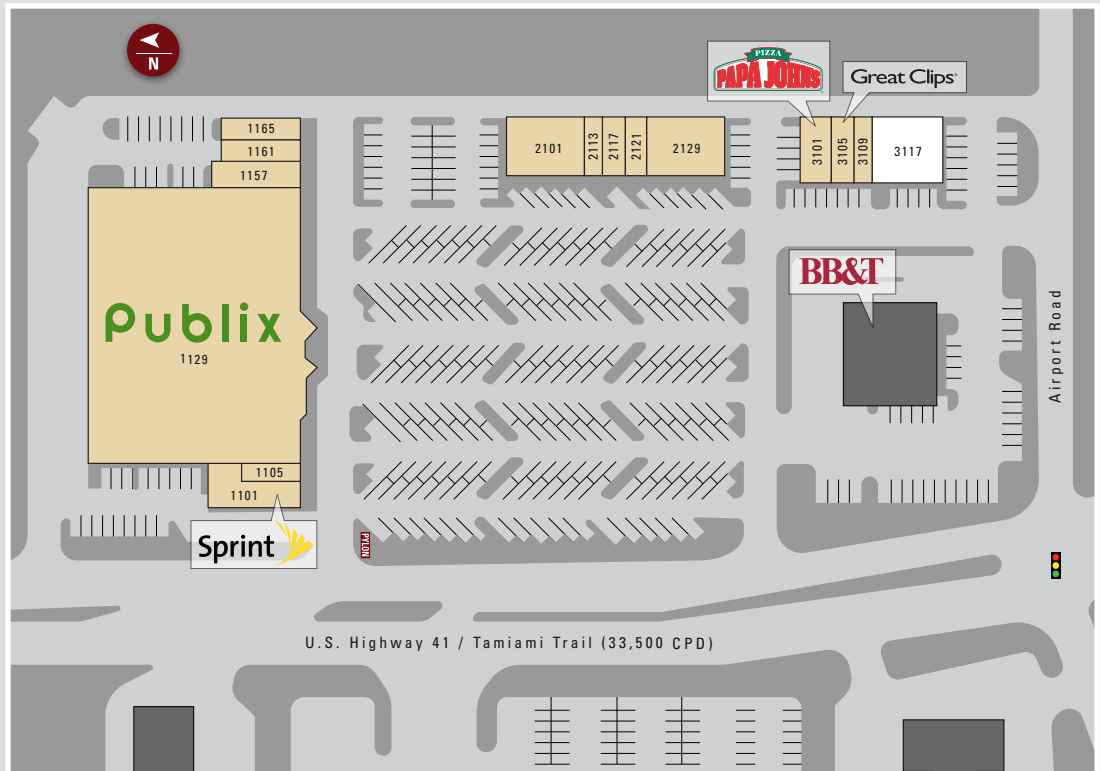 N
PIZZA
PAPA JOHNS
Great Clips
1165
1161
1157
2101
2113
2117
2121
2129
3101
3105
3109
3117
BB&T
Publix
1129
Airport Road
1105
1101
Sprint
PYLON
U.S. Highway 41 / Tamiami Trail (33,500 CPD)